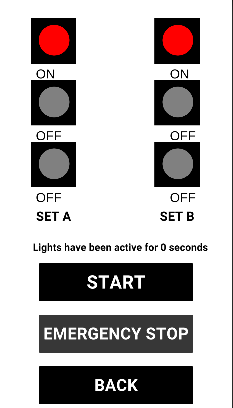 ON ON
OFF OFF
OFF OFF
SET A SET B
Lights have been active for 0 seconds
START
EMERGENCY STOP
BACK